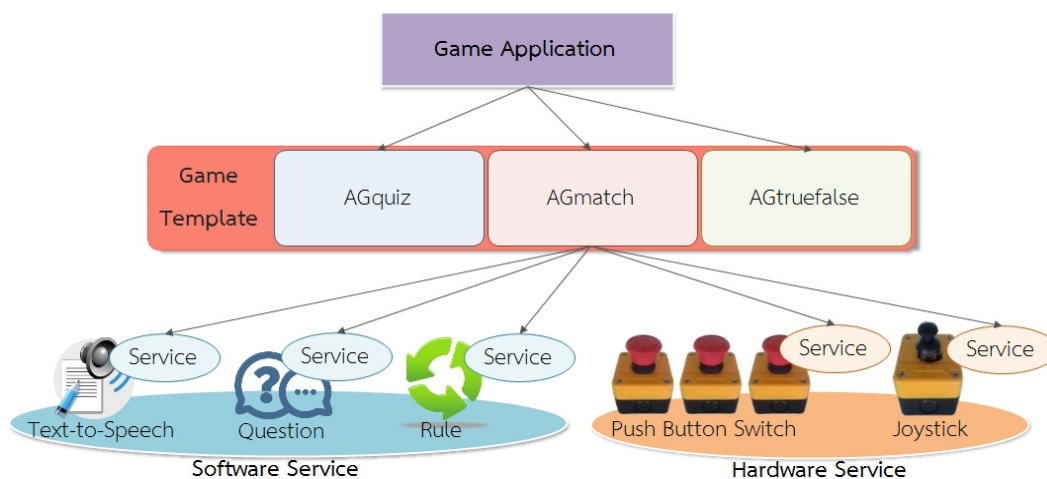 Game Application
Game
Template
AGquiz
AGmatch
AGtruefalse
Service
Service
Service
Service
Service
Text-to-Speech
Question
Rule
Push Button Switch
Joystick
Software Service
Hardware Service